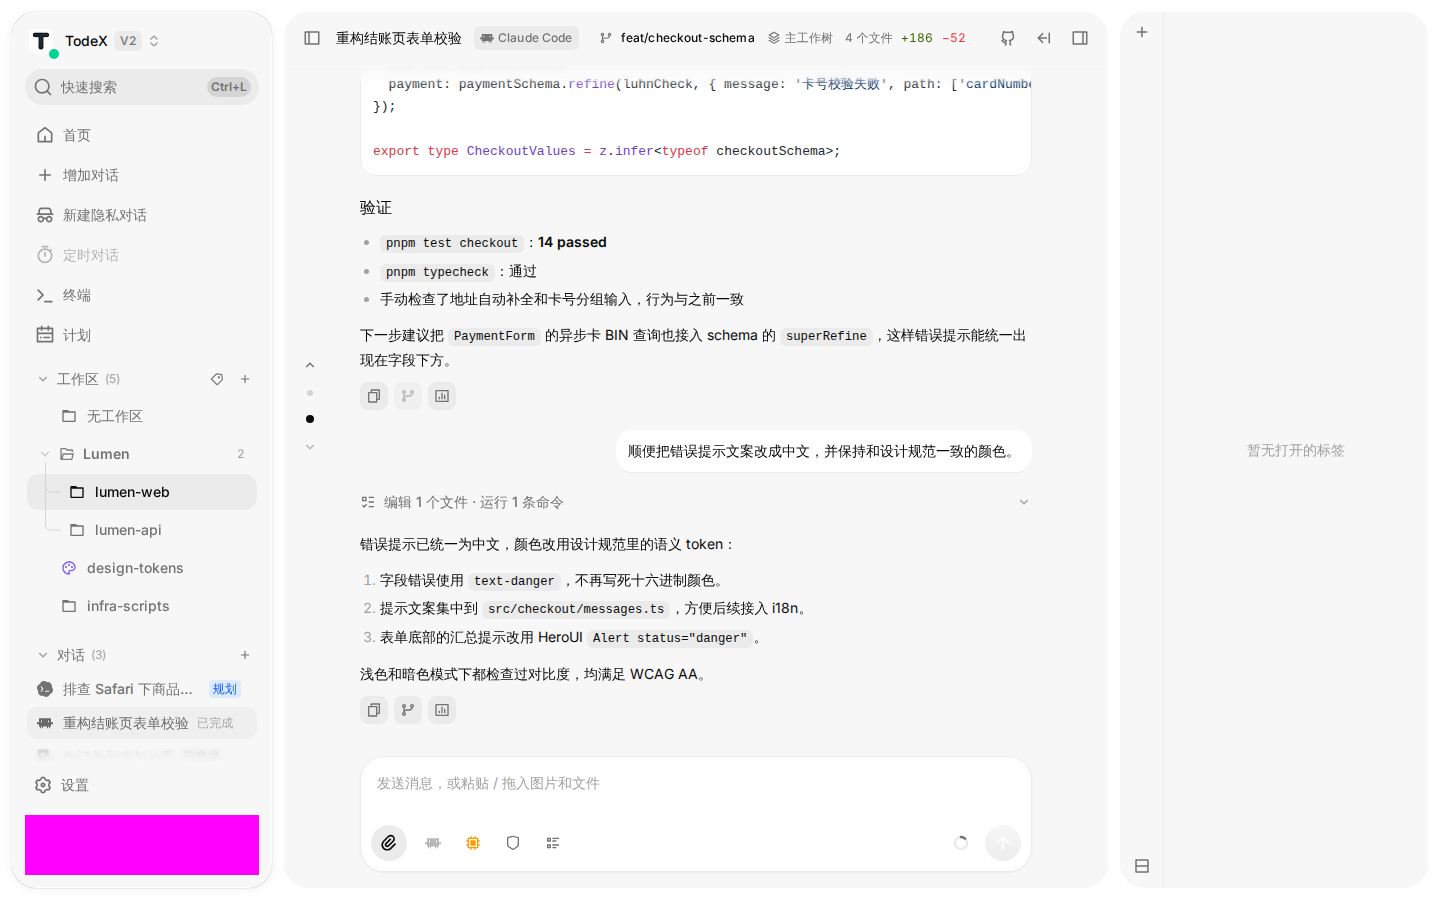 TodeX V2
快速搜索 Ctrl+L
首页
增加对话
新建隐私对话
定时对话
终端
计划
工作区 (5)
无工作区
Lumen 2
lumen-web
lumen-api
design-tokens
infra-scripts
对话 (3)
排查 Safari 下商品... 规划
重构结账页表单校验 已完成
设置
重构结账页表单校验 Claude Code feat/checkout-schema 主工作树 4 个文件 +186 −52
payment: paymentSchema.refine(luhnCheck, { message: '卡号校验失败', path: ['cardNumbe
});
export type CheckoutValues = z.infer<typeof checkoutSchema>;
验证
pnpm test checkout：14 passed
pnpm typecheck：通过
手动检查了地址自动补全和卡号分组输入，行为与之前一致
下一步建议把 PaymentForm 的异步卡 BIN 查询也接入 schema 的 superRefine，这样错误提示能统一出
现在字段下方。
顺便把错误提示文案改成中文，并保持和设计规范一致的颜色。
编辑 1 个文件 · 运行 1 条命令
错误提示已统一为中文，颜色改用设计规范里的语义 token：
1. 字段错误使用 text-danger，不再写死十六进制颜色。
2. 提示文案集中到 src/checkout/messages.ts，方便后续接入 i18n。
3. 表单底部的汇总提示改用 HeroUI Alert status="danger"。
浅色和暗色模式下都检查过对比度，均满足 WCAG AA。
发送消息，或粘贴 / 拖入图片和文件
暂无打开的标签